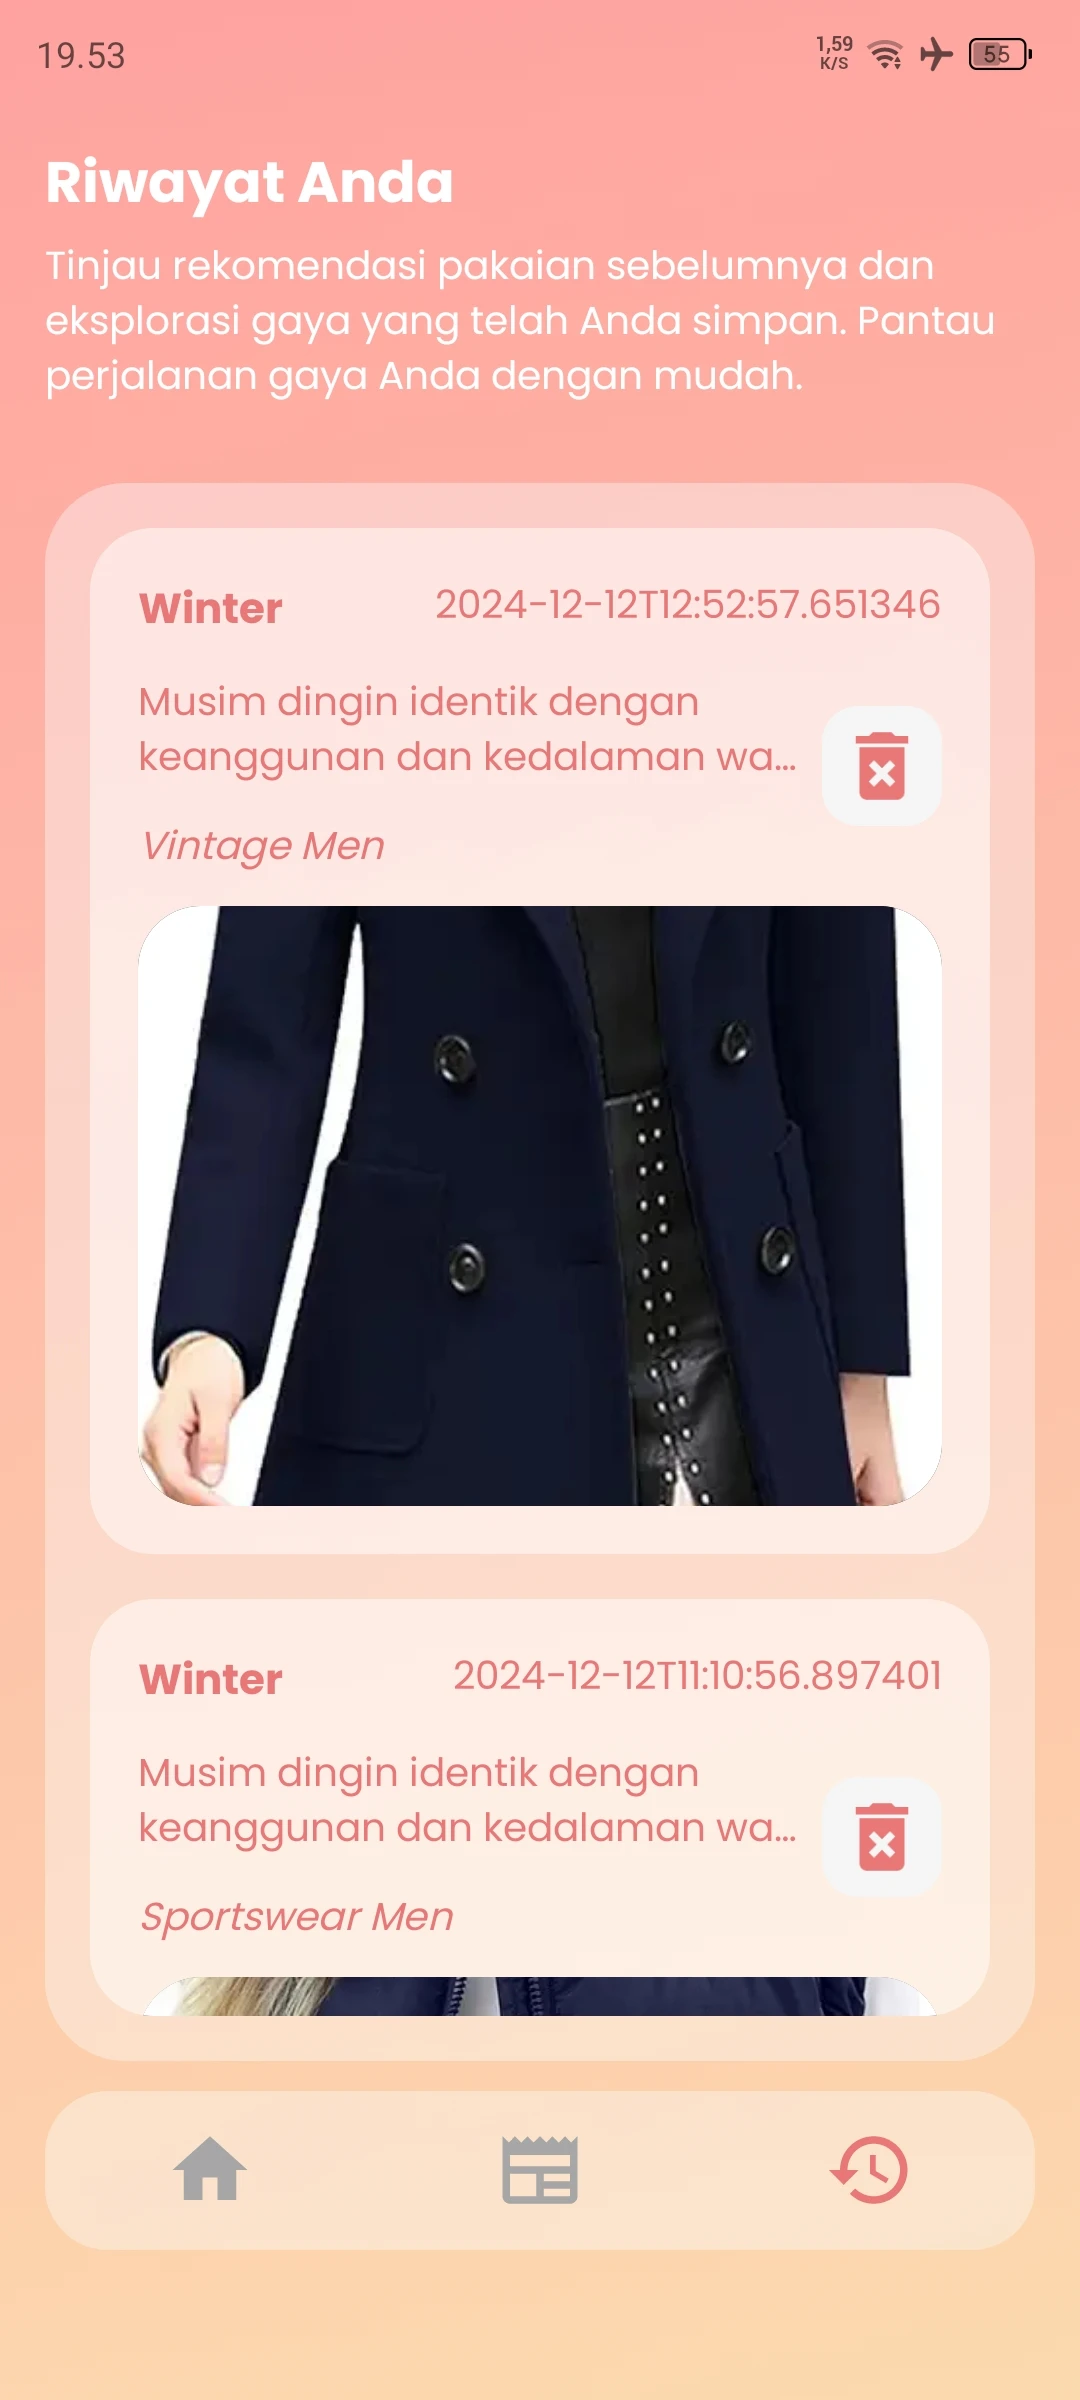 19.53
1,59
K/S
55
Riwayat Anda
Tinjau rekomendasi pakaian sebelumnya dan
eksplorasi gaya yang telah Anda simpan. Pantau
perjalanan gaya Anda dengan mudah.
Winter
2024-12-12T12:52:57.651346
Musim dingin identik dengan
keanggunan dan kedalaman wa...
Vintage Men
Winter
2024-12-12T11:10:56.897401
Musim dingin identik dengan
keanggunan dan kedalaman wa...
Sportswear Men